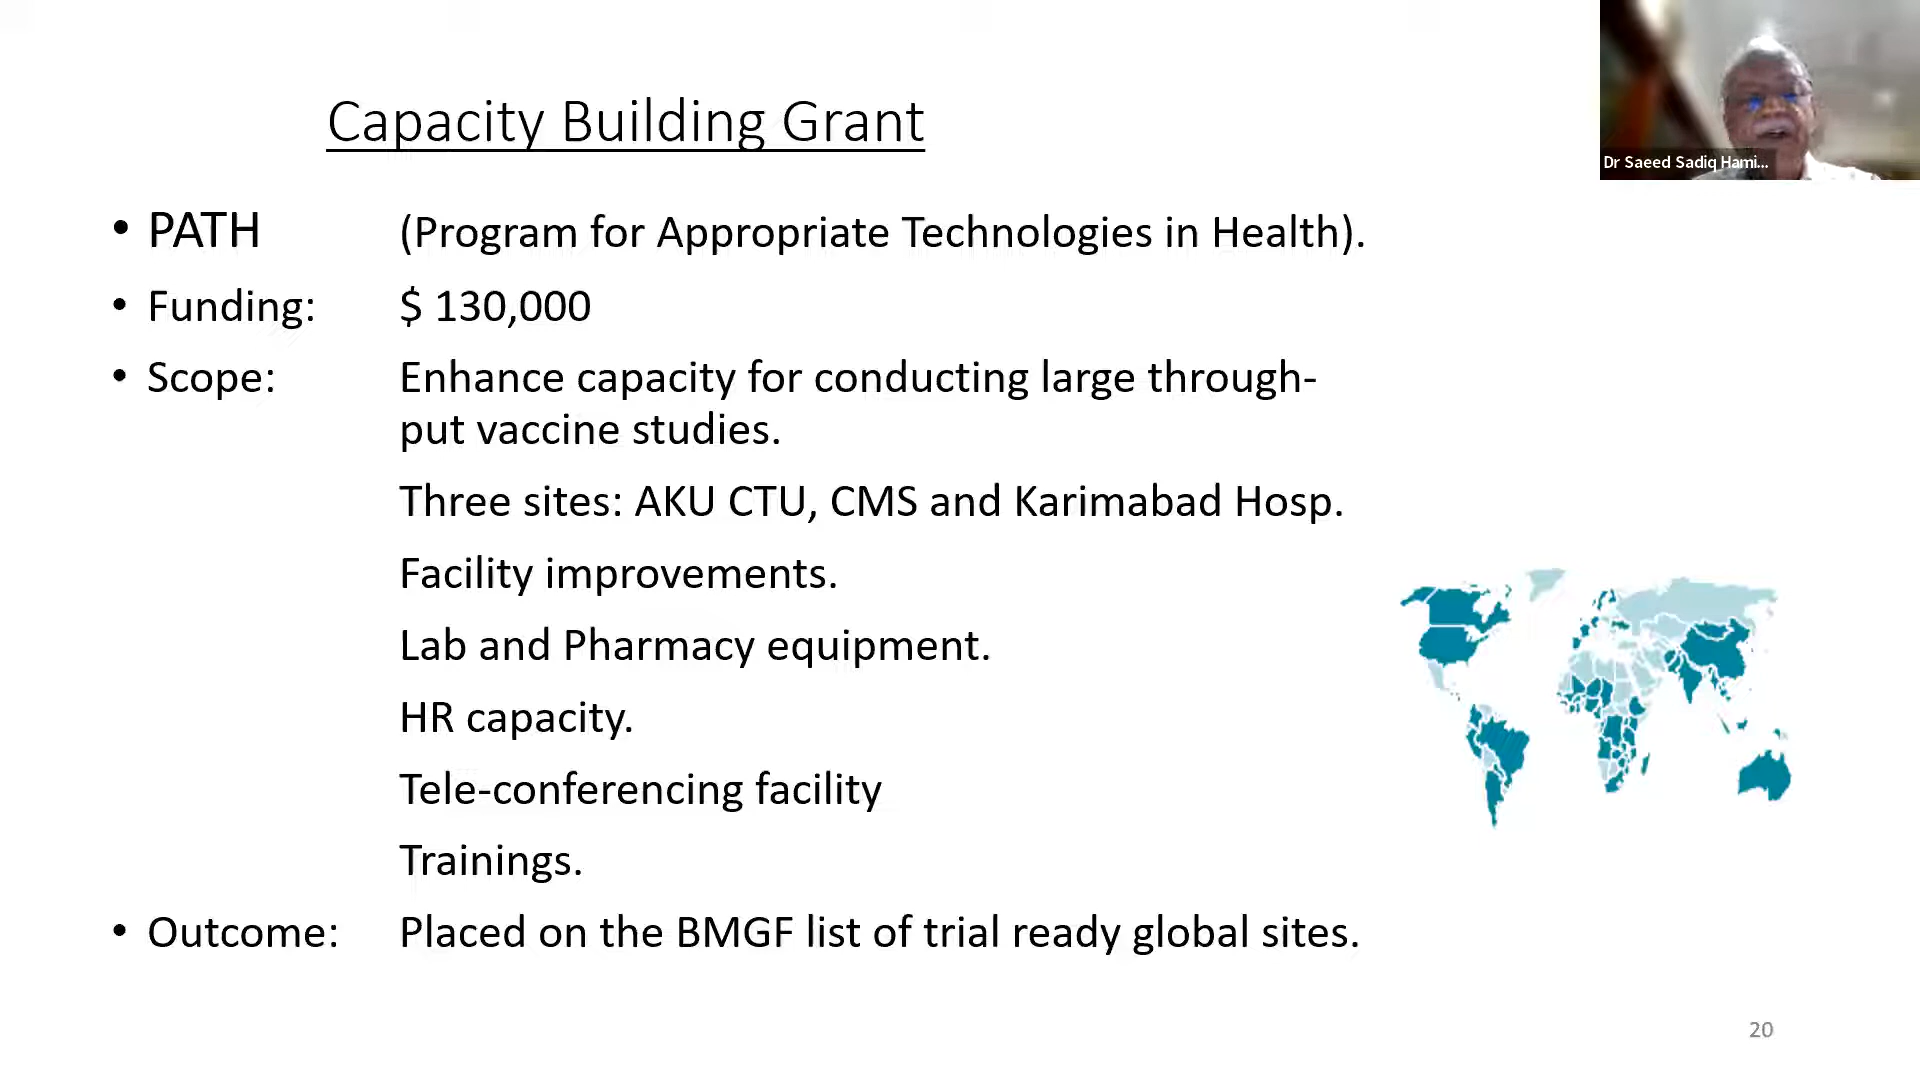 Capacity Building Grant
Dr Saeed Sadiq Hami...
• PATH (Program for Appropriate Technologies in Health).
• Funding: $ 130,000
• Scope: Enhance capacity for conducting large through-
put vaccine studies.
Three sites: AKU CTU, CMS and Karimabad Hosp.
Facility improvements.
Lab and Pharmacy equipment.
HR capacity.
Tele-conferencing facility
Trainings.
• Outcome: Placed on the BMGF list of trial ready global sites.
20